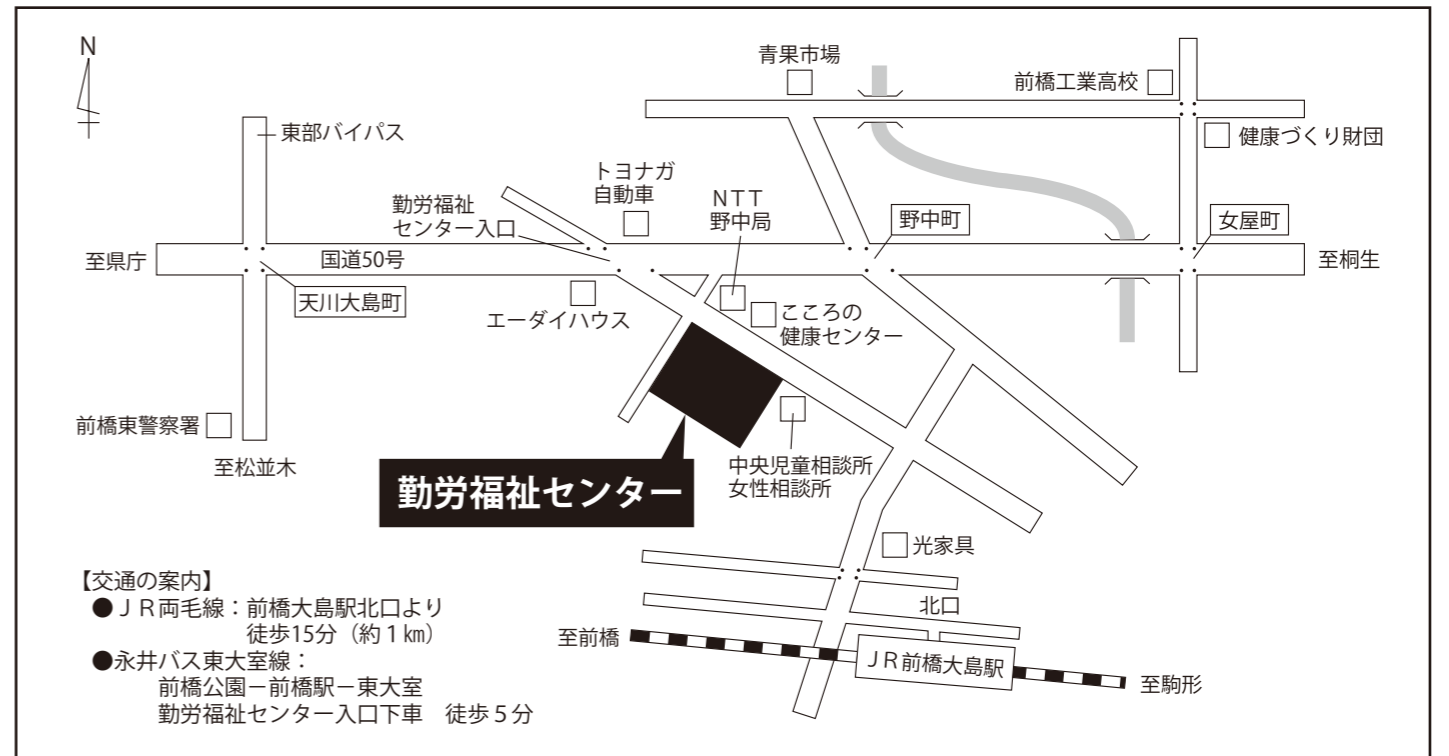 N
青果市場
前橋工業高校
東部バイパス
健康づくり財団
トヨナガ
自動車
ＮＴＴ
野中局
勤労福祉
センター入口
野中町
女屋町
至県庁
国道50号
至桐生
天川大島町
エーダイハウス
こころの
健康センター
前橋東警察署
至松並木
中央児童相談所
女性相談所
勤労福祉センター
光家具
【交通の案内】
●ＪＲ両毛線：前橋大島駅北口より
徒歩15分（約１㎞）
●永井バス東大室線：
前橋公園－前橋駅－東大室
勤労福祉センター入口下車　徒歩５分
北口
至前橋
ＪＲ前橋大島駅
至駒形